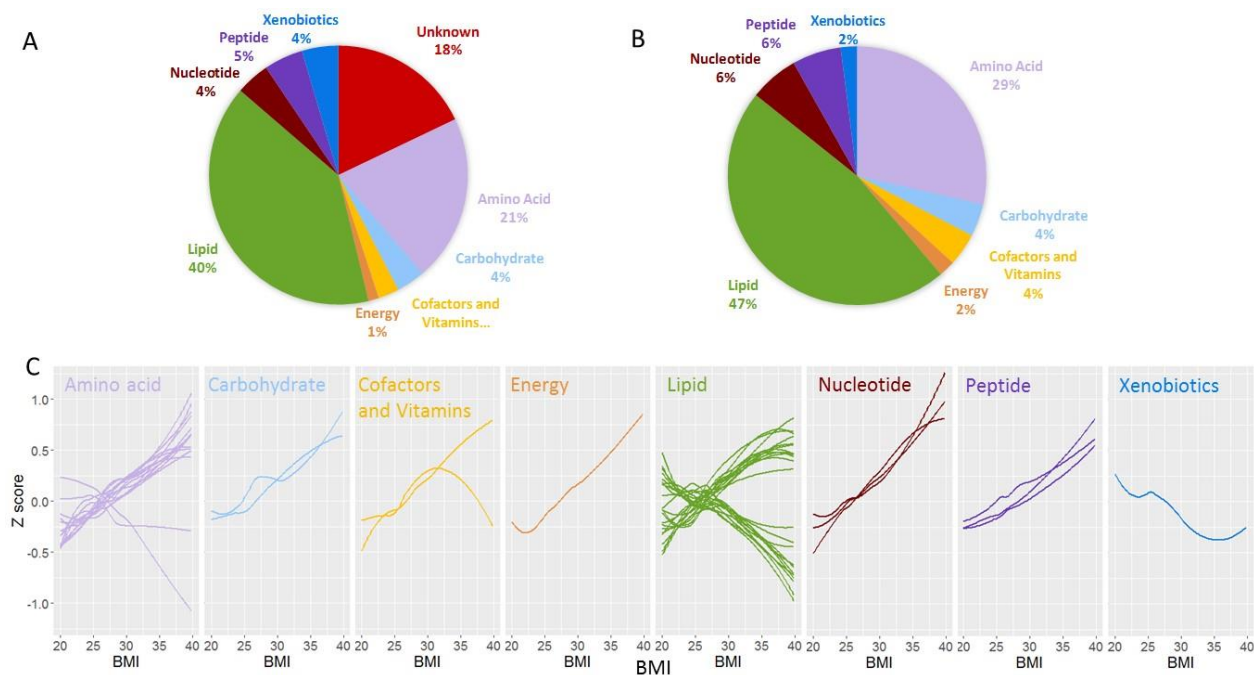 A
Xenobiotics
4%
Peptide
5%
Nucleotide
4%
Unknown
18%
Amino Acid
21%
Carbohydrate
4%
Cofactors and
Vitamins...
Energy
1%
Lipid
40%
B
Xenobiotics
2%
Peptide
6%
Nucleotide
6%
Amino Acid
29%
Carbohydrate
4%
Cofactors and
Vitamins
4%
Energy
2%
Lipid
47%
C
Amino acid
Carbohydrate
Cofactors
and Vitamins
Energy
Lipid
Nucleotide
Peptide
Xenobiotics
Z score
1.0
0.5
0.0
-0.5
-1.0
20 25 30 35 40
20 25 30 35 40
20 25 30 35 40
20 25 30 35 40
20 25 30 35 40
20 25 30 35 40
20 25 30 35 40
20 25 30 35 40
BMI
BMI
BMI
BMI
BMI
BMI
BMI
BMI